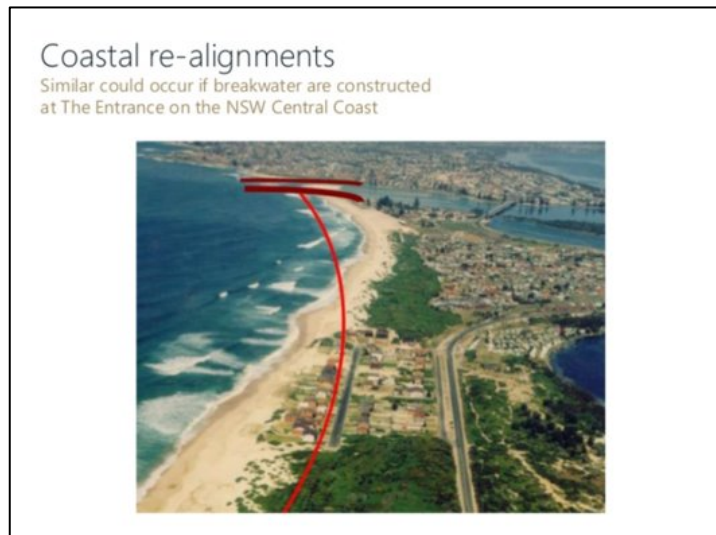 Coastal re-alignments
Similar could occur if breakwater are constructed
at The Entrance on the NSW Central Coast